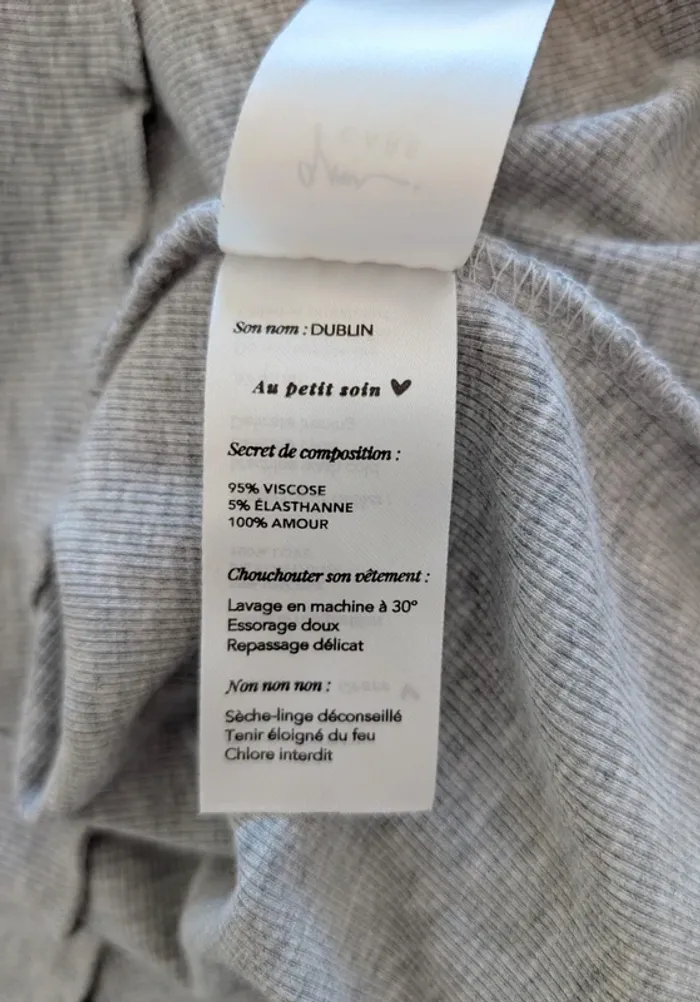 Son nom : DUBLIN
Au petit soin ♥
Secret de composition :
95% VISCOSE
5% ÉLASTHANNE
100% AMOUR
Chouchouter son vêtement :
Lavage en machine à 30°
Essorage doux
Repassage délicat
Non non non :
Sèche-linge déconseillé
Tenir éloigné du feu
Chlore interdit